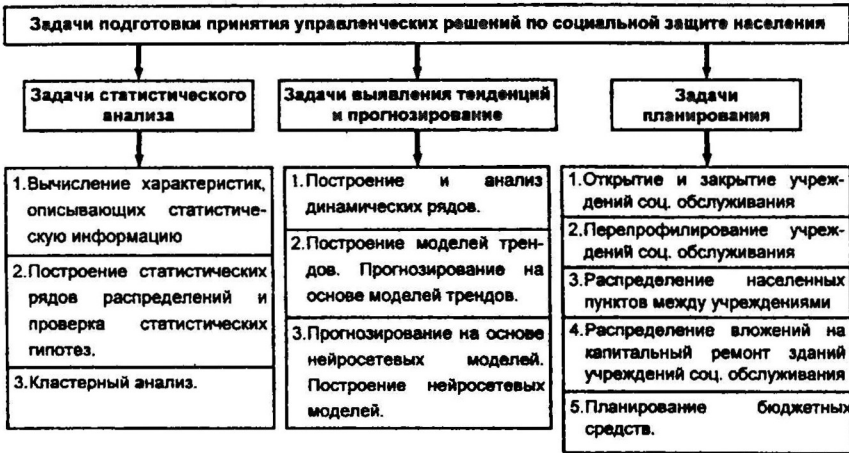 Задачи подготовки принятия управленческих решений по социальной защите населения
Задачи статистического
анализа
Задачи выявления тенденций
и прогнозирование
Задачи
планирования
1.Вычисление характеристик,
описывающих статистиче-
скую информацию
2.Построение статистических
рядов распределений и
проверка статистических
гипотез.
3.Кластерный анализ.
1.Построение и анализ
динамических рядов.
2.Построение моделей трен-
дов. Прогнозирование на
основе моделей трендов.
3.Прогнозирование на основе
нейросетевых моделей.
Построение нейросетевых
моделей.
1.Открытие и закрытие учреж-
дений соц. обслуживания
2.Перепрофилирование учреж-
дений соц. обслуживания
3.Распределение населенных
пунктов между учреждениями
4.Распределение вложений на
капитальный ремонт зданий
учреждений соц. обслуживания
5.Планирование бюджетных
средств.